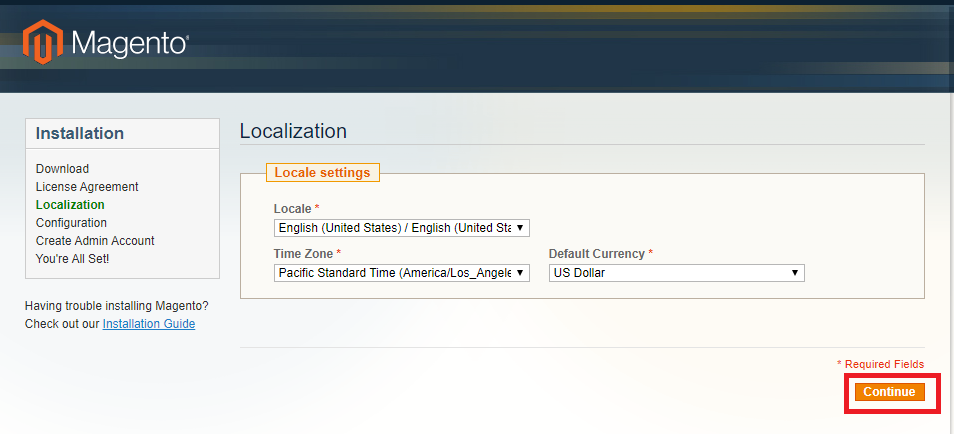 Magento
Installation
Download
License Agreement
Localization
Configuration
Create Admin Account
You're All Set!
Having trouble installing Magento?
Check out our Installation Guide
Localization
Locale settings
Locale *
English (United States) / English (United Sta
Time Zone *
Pacific Standard Time (America/Los_Angele
Default Currency *
US Dollar
* Required Fields
Continue